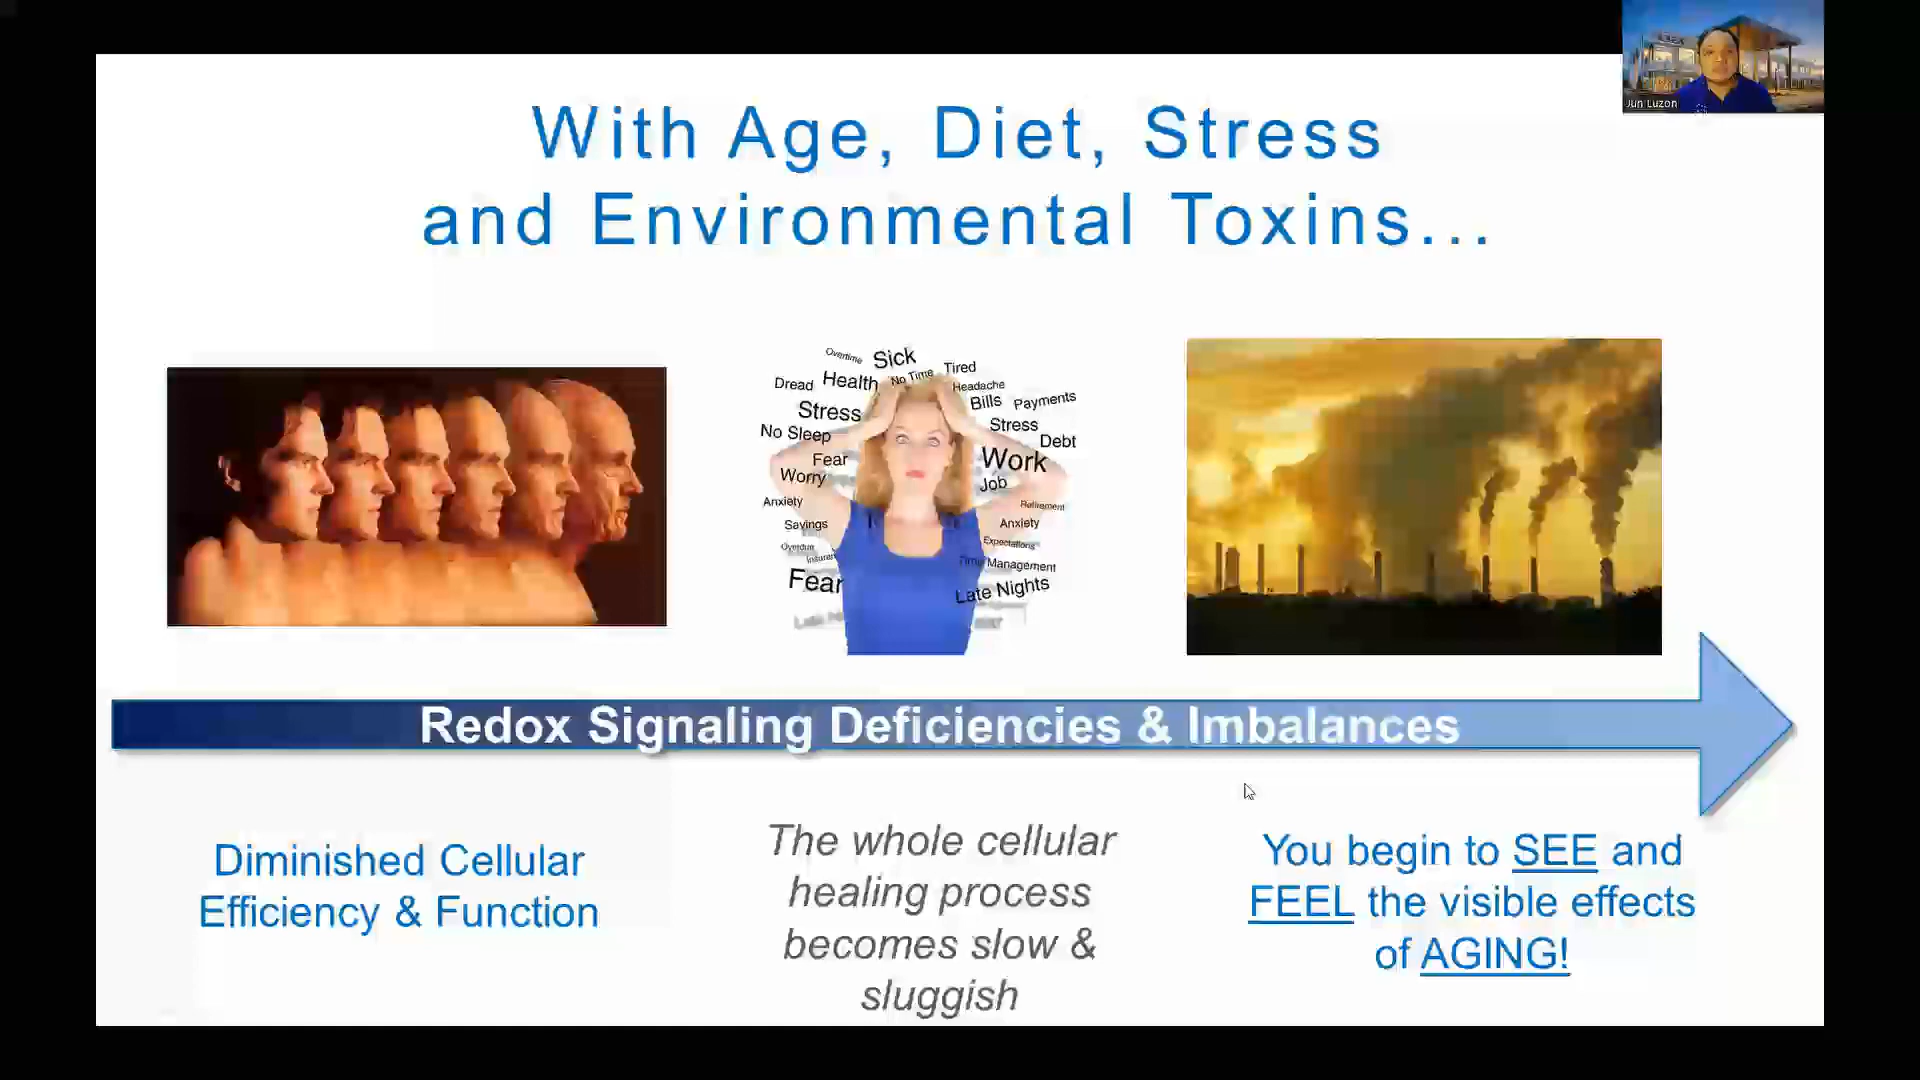 Jun Luzon
With Age, Diet, Stress
and Environmental Toxins...
Overtime
Sick
No Time
Tired
Dread
Health
Headache
Stress
Bills
Payments
No Sleep
Stress
Debt
Fear
Work
Worry
Job
Anxiety
Retirement
Savings
Anxiety
Overdue
Expectations
Time Management
Fear
Late Nights
Redox Signaling Deficiencies & Imbalances
Diminished Cellular
Efficiency & Function
The whole cellular
healing process
becomes slow &
sluggish
You begin to SEE and
FEEL the visible effects
of AGING!